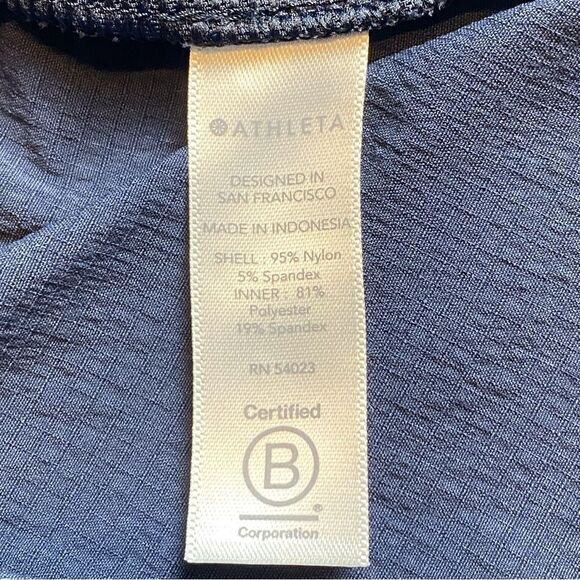 ATHLETA
DESIGNED IN
SAN FRANCISCO
MADE IN INDONESIA
SHELL : 95% Nylon
5% Spandex
INNER : 81%
Polyester
19% Spandex
RN 54023
Certified
B
®
Corporation